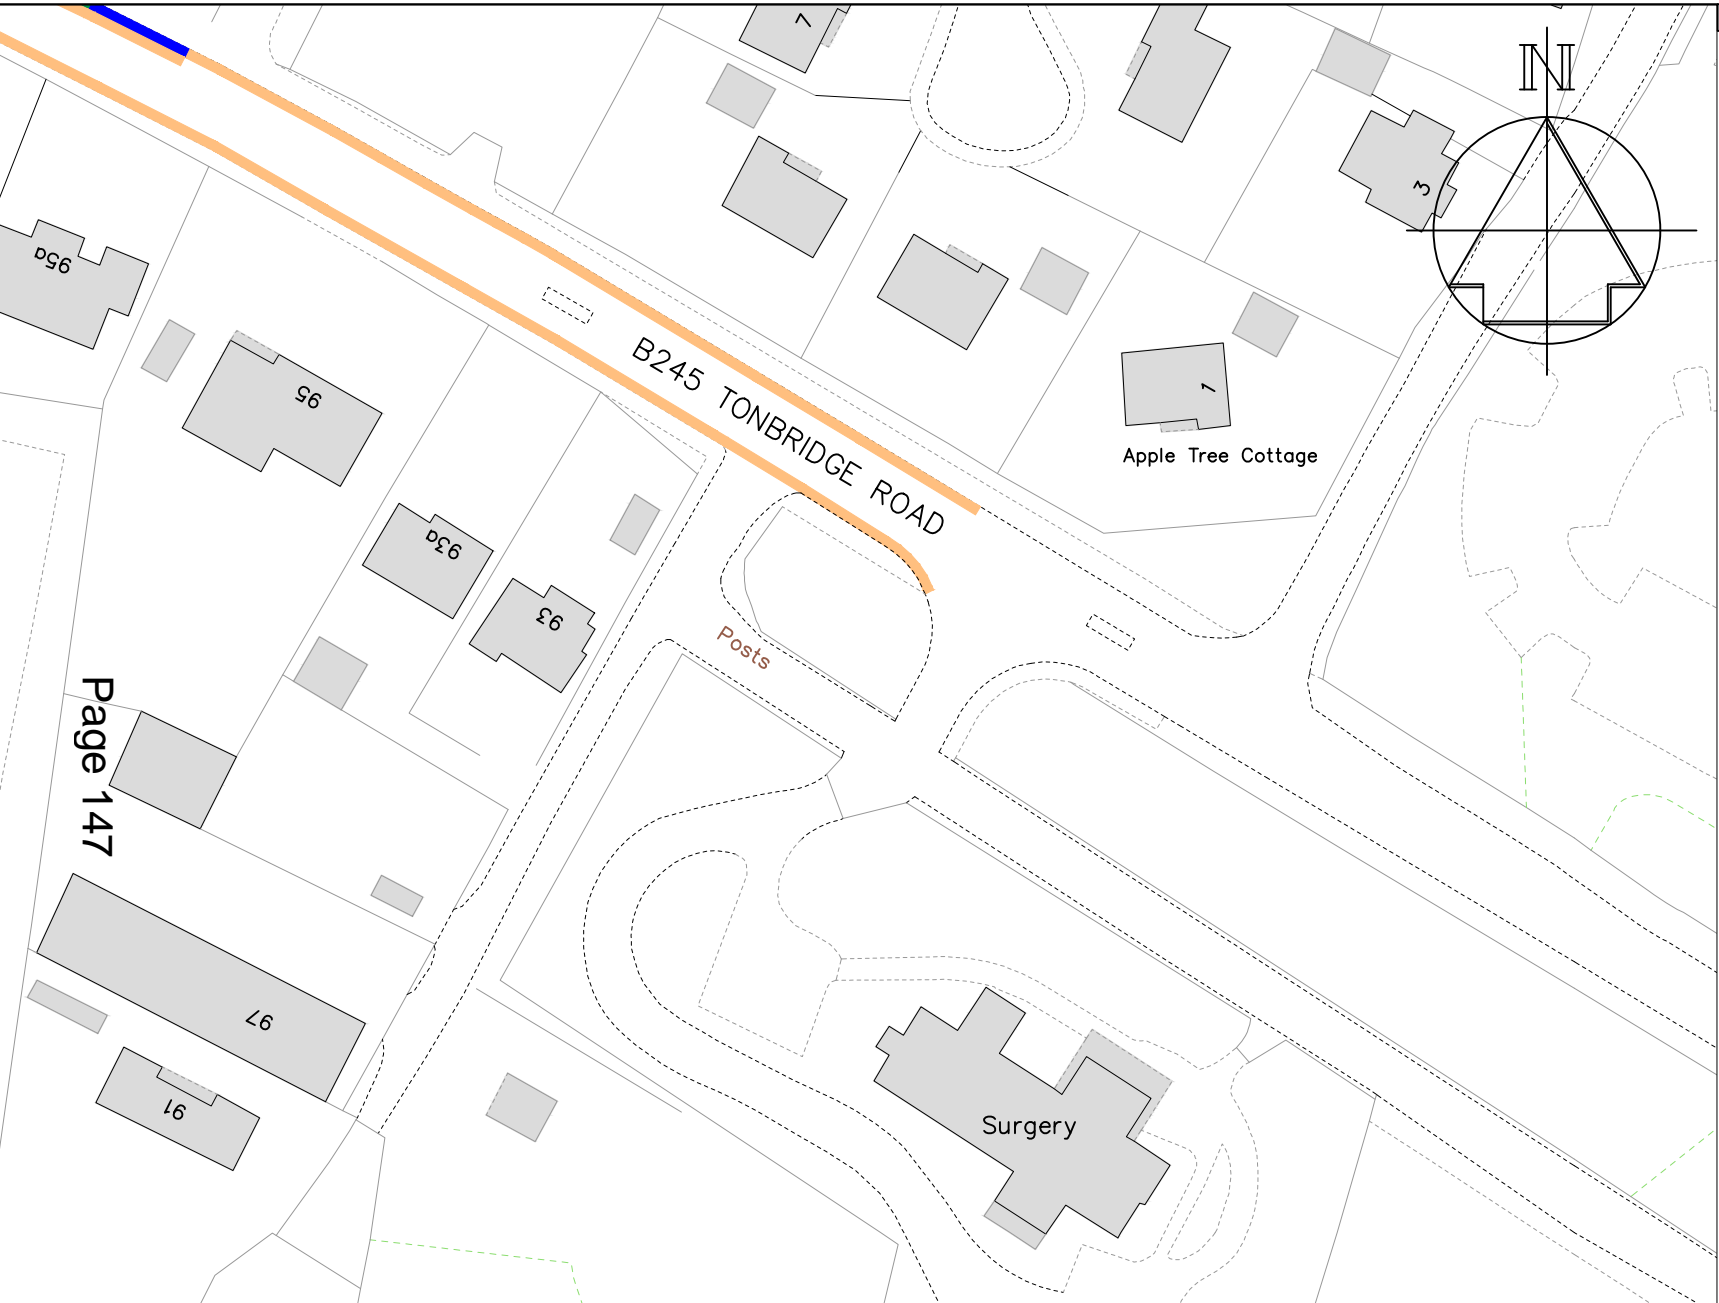 7
N
3
95a
95
B245 TONBRIDGE ROAD
1
Apple Tree Cottage
93a
93
Posts
Page 147
97
91
Surgery